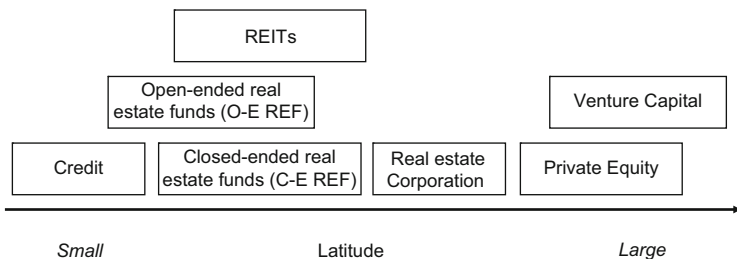 REITs
Open-ended real
estate funds (O-E REF)
Venture Capital
Credit
Closed-ended real
estate funds (C-E REF)
Real estate
Corporation
Private Equity
Small
Latitude
Large